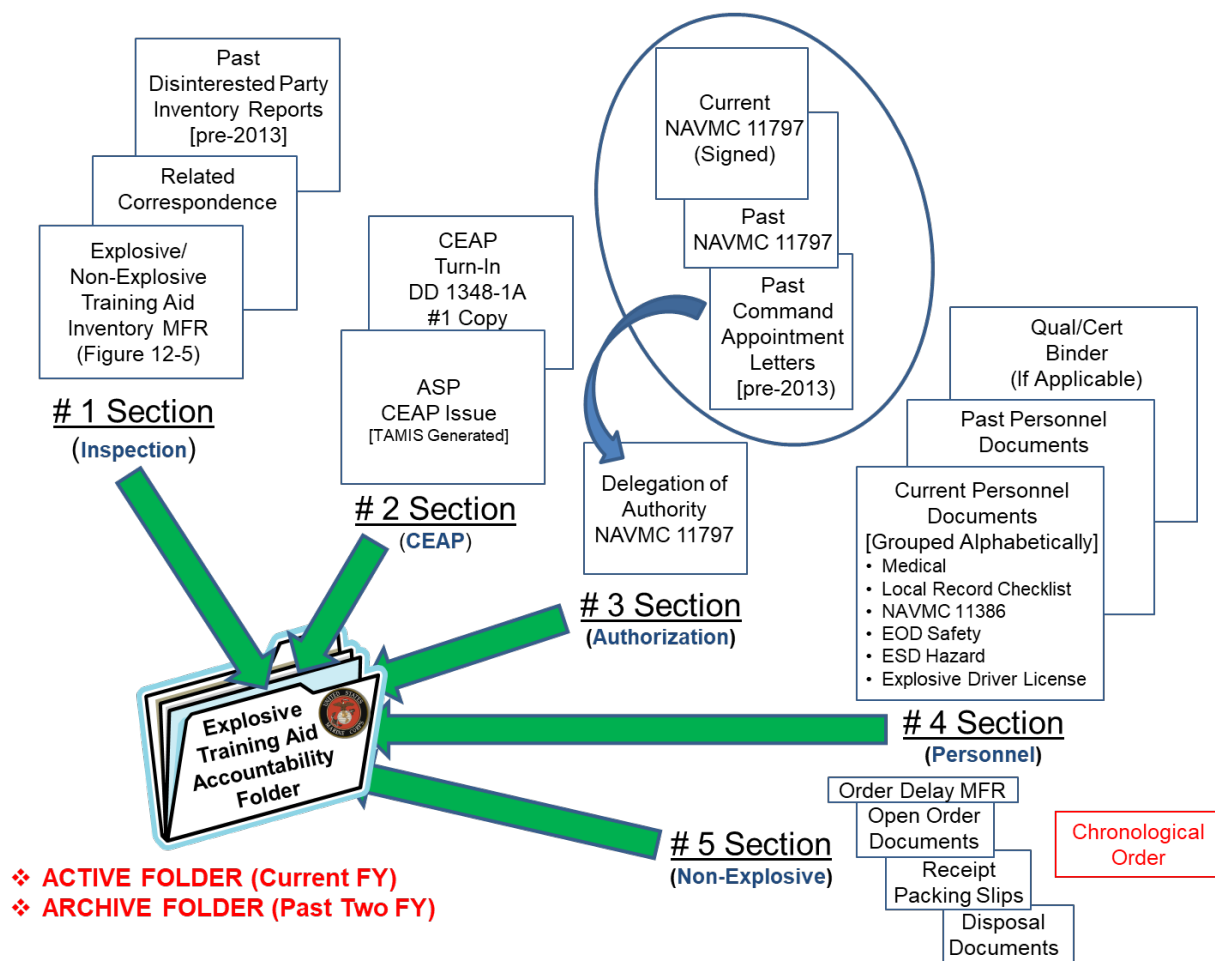 Past
Disinterested Party
Inventory Reports
[pre-2013]
Related
Correspondence
Explosive/
Non-Explosive
Training Aid
Inventory MFR
(Figure 12-5)
# 1 Section
(Inspection)
CEAP
Turn-In
DD 1348-1A
#1 Copy
ASP
CEAP Issue
[TAMIS Generated]
# 2 Section
(CEAP)
Current
NAVMC 11797
(Signed)
Past
NAVMC 11797
Past
Command
Appointment
Letters
[pre-2013)
Delegation of
Authority
NAVMC 11797
# 3 Section
(Authorization)
Qual/Cert
Binder
(If Applicable)
Past Personnel
Documents
Current Personnel
Documents
[Grouped Alphabetically]
• Medical
• Local Record Checklist
• NAVMC 11386
• EOD Safety
• ESD Hazard
• Explosive Driver License
# 4 Section
(Personnel)
Order Delay MFR
Open Order
Documents
Receipt
Packing Slips
Disposal
Documents
Chronological
Order
# 5 Section
(Non-Explosive)
Explosive
Training Aid
Accountability
Folder
UNITED STATES
MARINE CORPS
❖ ACTIVE FOLDER (Current FY)
❖ ARCHIVE FOLDER (Past Two FY)